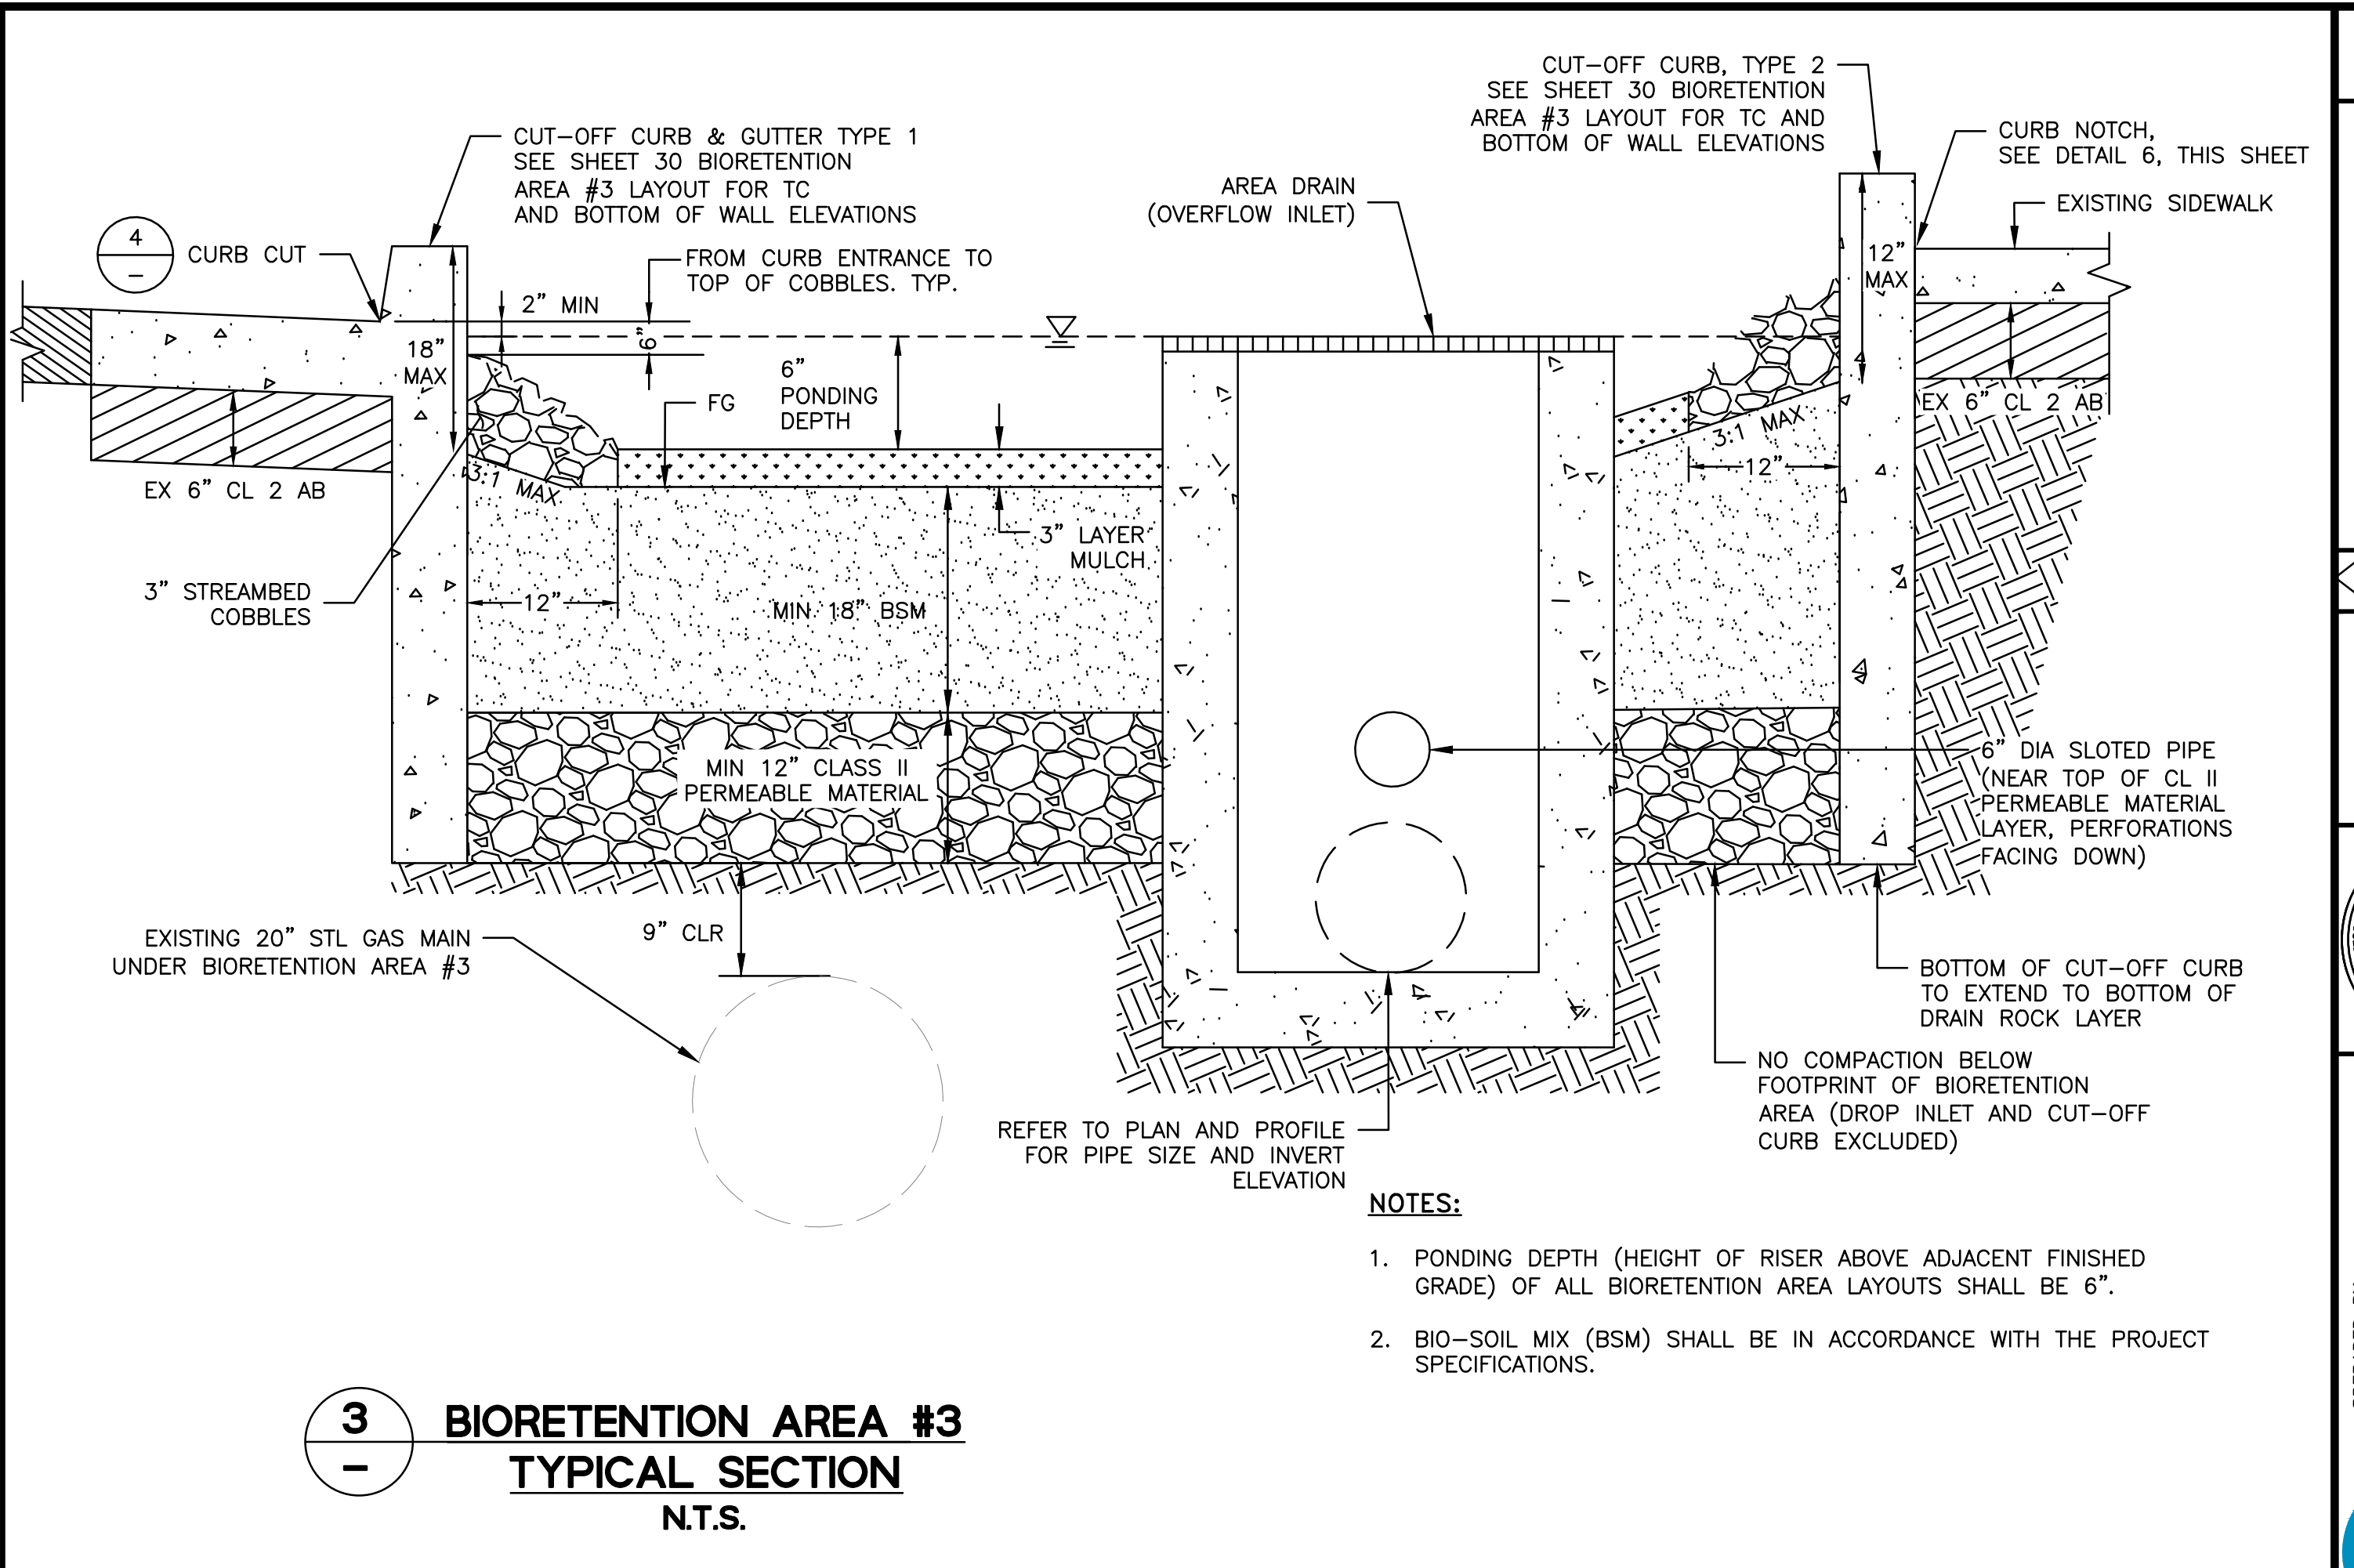 CUT-OFF CURB, TYPE 2
SEE SHEET 30 BIORETENTION
AREA #3 LAYOUT FOR TC AND
BOTTOM OF WALL ELEVATIONS
CURB NOTCH,
SEE DETAIL 6, THIS SHEET
EXISTING SIDEWALK
CUT-OFF CURB & GUTTER TYPE 1
SEE SHEET 30 BIORETENTION
AREA #3 LAYOUT FOR TC
AND BOTTOM OF WALL ELEVATIONS
AREA DRAIN
(OVERFLOW INLET)
4
-
CURB CUT
FROM CURB ENTRANCE TO
TOP OF COBBLES. TYP.
2" MIN
6"
18"
MAX
6"
PONDING
DEPTH
FG
12"
MAX
EX 6" CL 2 AB
3:1 MAX
12"
EX 6" CL 2 AB
3:1 MAX
3" LAYER
MULCH
3" STREAMBED
COBBLES
12"
MIN 18" BSM
MIN 12" CLASS II
PERMEABLE MATERIAL
6" DIA SLOTED PIPE
(NEAR TOP OF CL II
PERMEABLE MATERIAL
LAYER, PERFORATIONS
FACING DOWN)
9" CLR
EXISTING 20" STL GAS MAIN
UNDER BIORETENTION AREA #3
BOTTOM OF CUT-OFF CURB
TO EXTEND TO BOTTOM OF
DRAIN ROCK LAYER
NO COMPACTION BELOW
FOOTPRINT OF BIORETENTION
AREA (DROP INLET AND CUT-OFF
CURB EXCLUDED)
REFER TO PLAN AND PROFILE
FOR PIPE SIZE AND INVERT
ELEVATION
NOTES:
1. PONDING DEPTH (HEIGHT OF RISER ABOVE ADJACENT FINISHED
GRADE) OF ALL BIORETENTION AREA LAYOUTS SHALL BE 6".
2. BIO-SOIL MIX (BSM) SHALL BE IN ACCORDANCE WITH THE PROJECT
SPECIFICATIONS.
3
-
BIORETENTION AREA #3
TYPICAL SECTION
N.T.S.